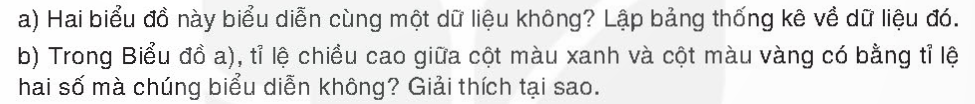 a) Hai biểu đồ này biểu diễn cùng một dữ liệu không? Lập bảng thống kê về dữ liệu đó.
b) Trong Biểu đồ a), tỉ lệ chiều cao giữa cột màu xanh và cột màu vàng có bằng tỉ lệ
hai số mà chúng biểu diễn không? Giải thích tại sao.